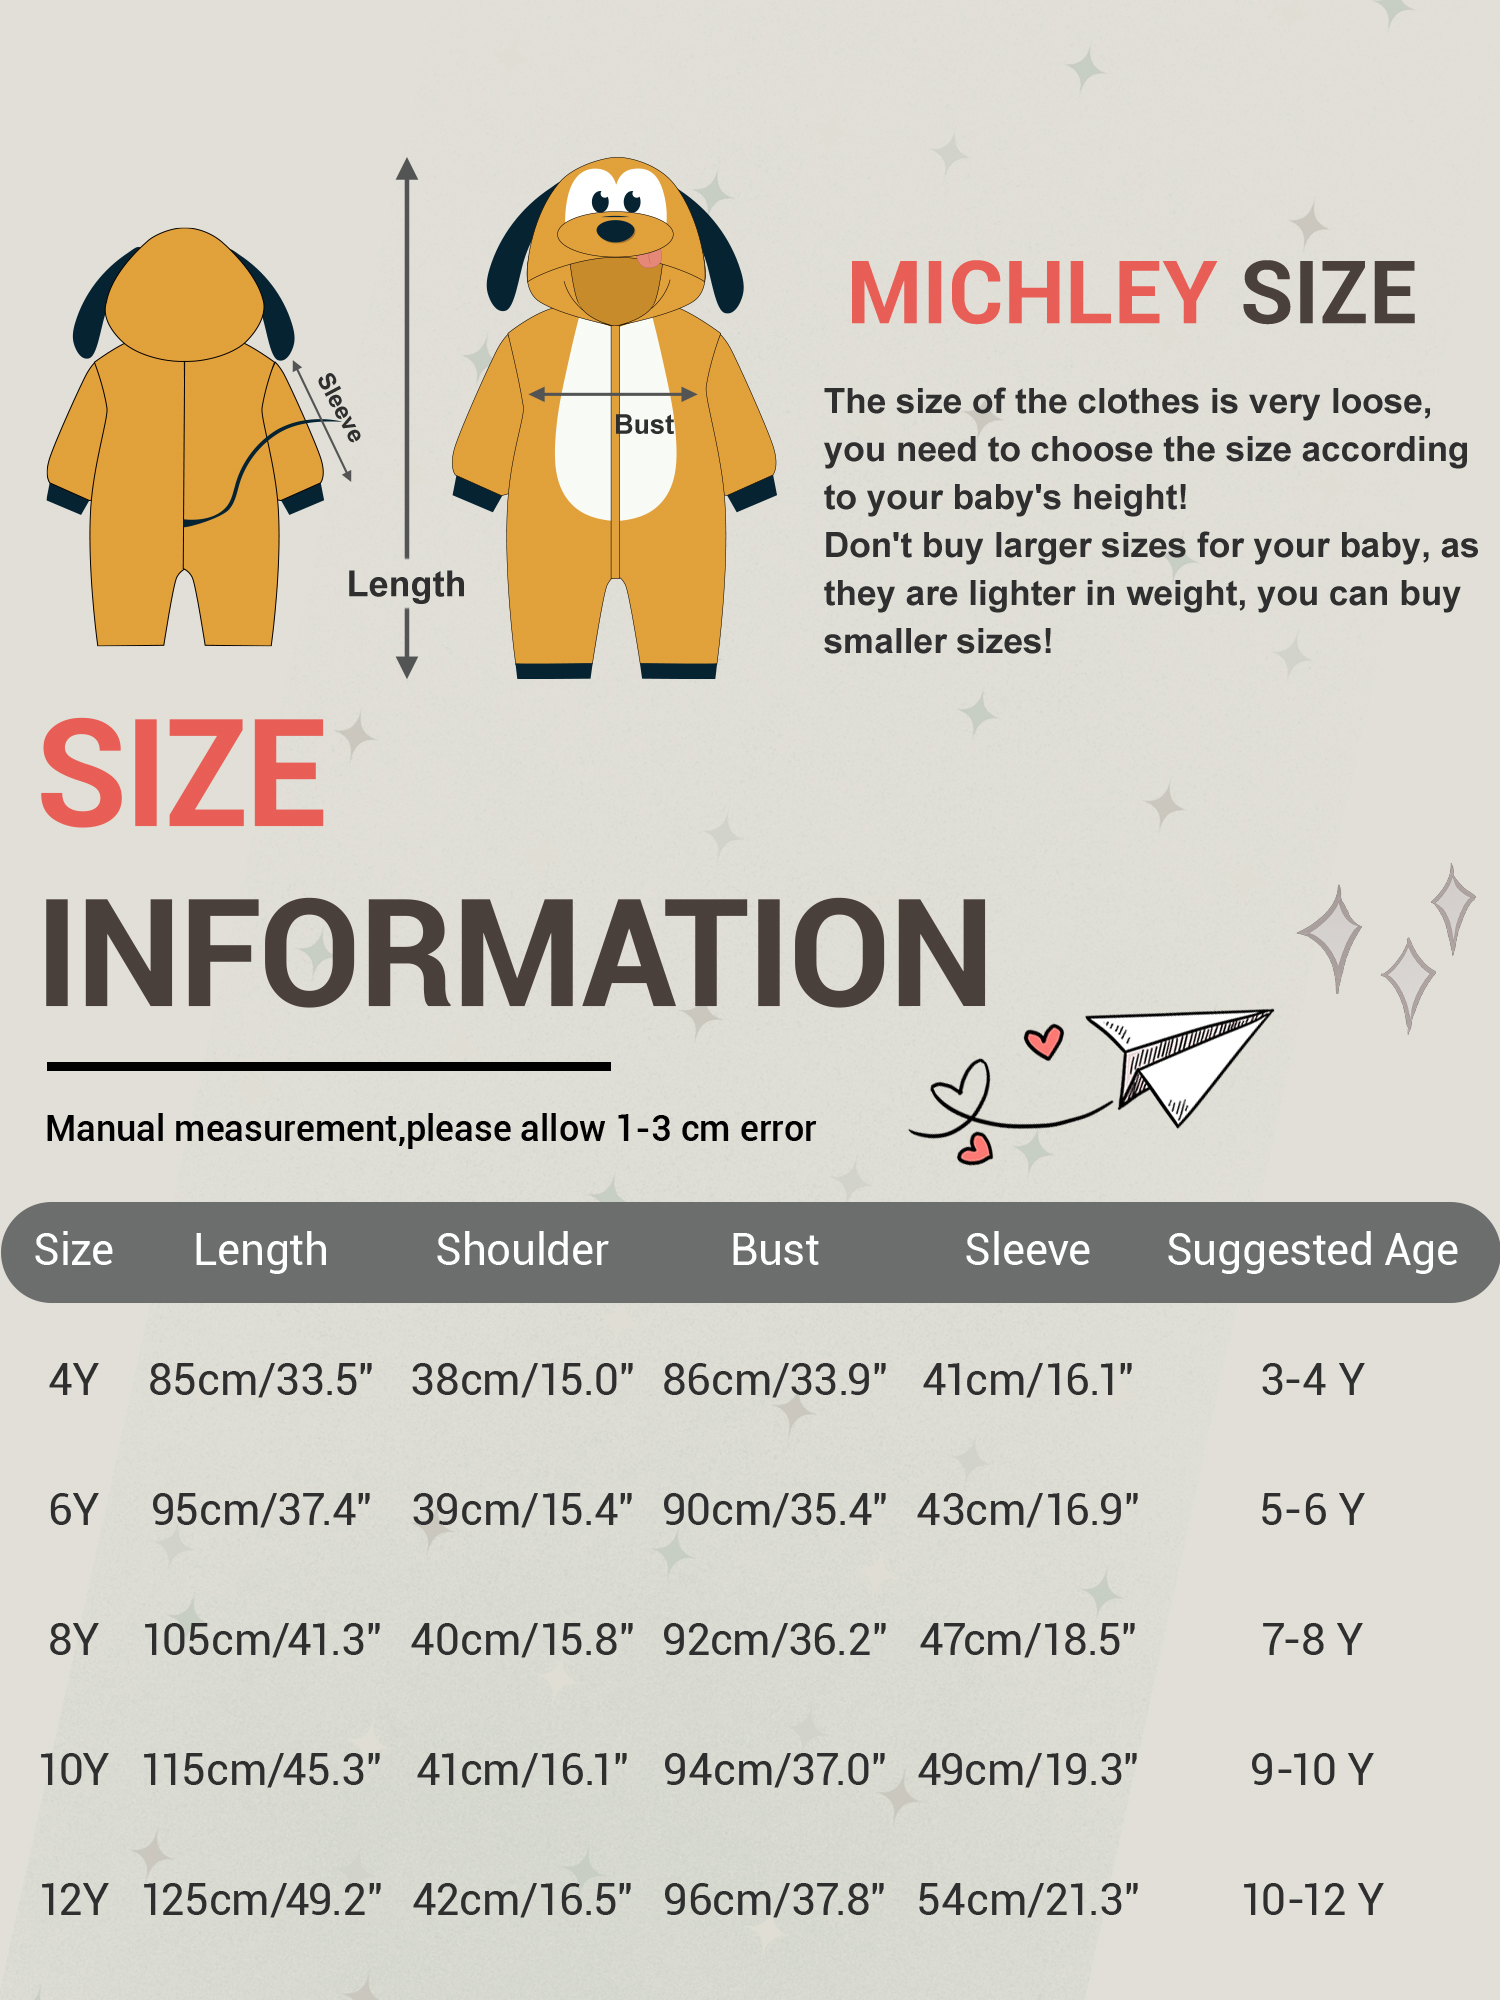 Sleeve
Bust
Length
MICHLEY SIZE
The size of the clothes is very loose,
you need to choose the size according
to your baby's height!
Don't buy larger sizes for your baby, as
they are lighter in weight, you can buy
smaller sizes!
SIZE
INFORMATION
Manual measurement,please allow 1-3 cm error
Size Length Shoulder Bust Sleeve Suggested Age
4Y 85cm/33.5" 38cm/15.0" 86cm/33.9" 41cm/16.1" 3-4 Y
6Y 95cm/37.4" 39cm/15.4" 90cm/35.4" 43cm/16.9" 5-6 Y
8Y 105cm/41.3" 40cm/15.8" 92cm/36.2" 47cm/18.5" 7-8 Y
10Y 115cm/45.3" 41cm/16.1" 94cm/37.0" 49cm/19.3" 9-10 Y
12Y 125cm/49.2" 42cm/16.5" 96cm/37.8" 54cm/21.3" 10-12 Y